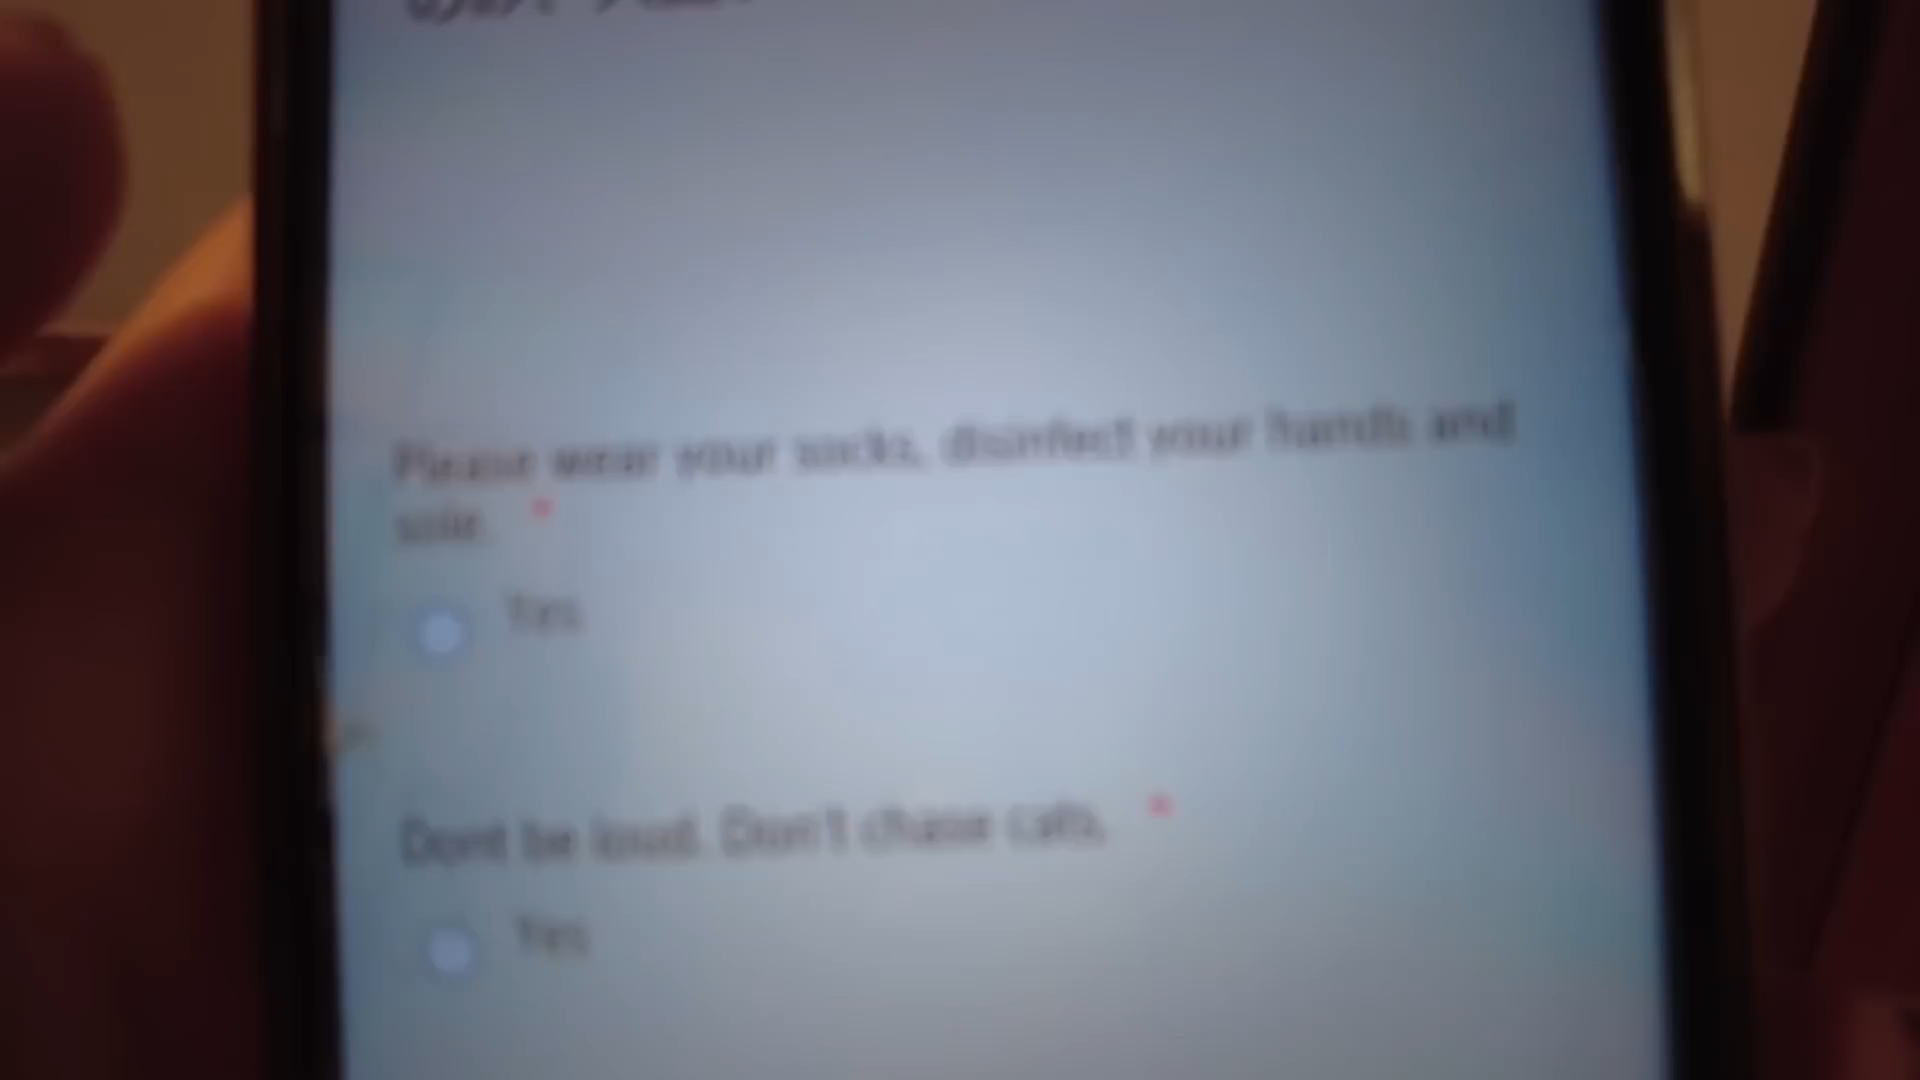 Please wear your socks, disinfect your hands and
sole. *
Yes
Dont be loud. Don't chase cats. *
Yes